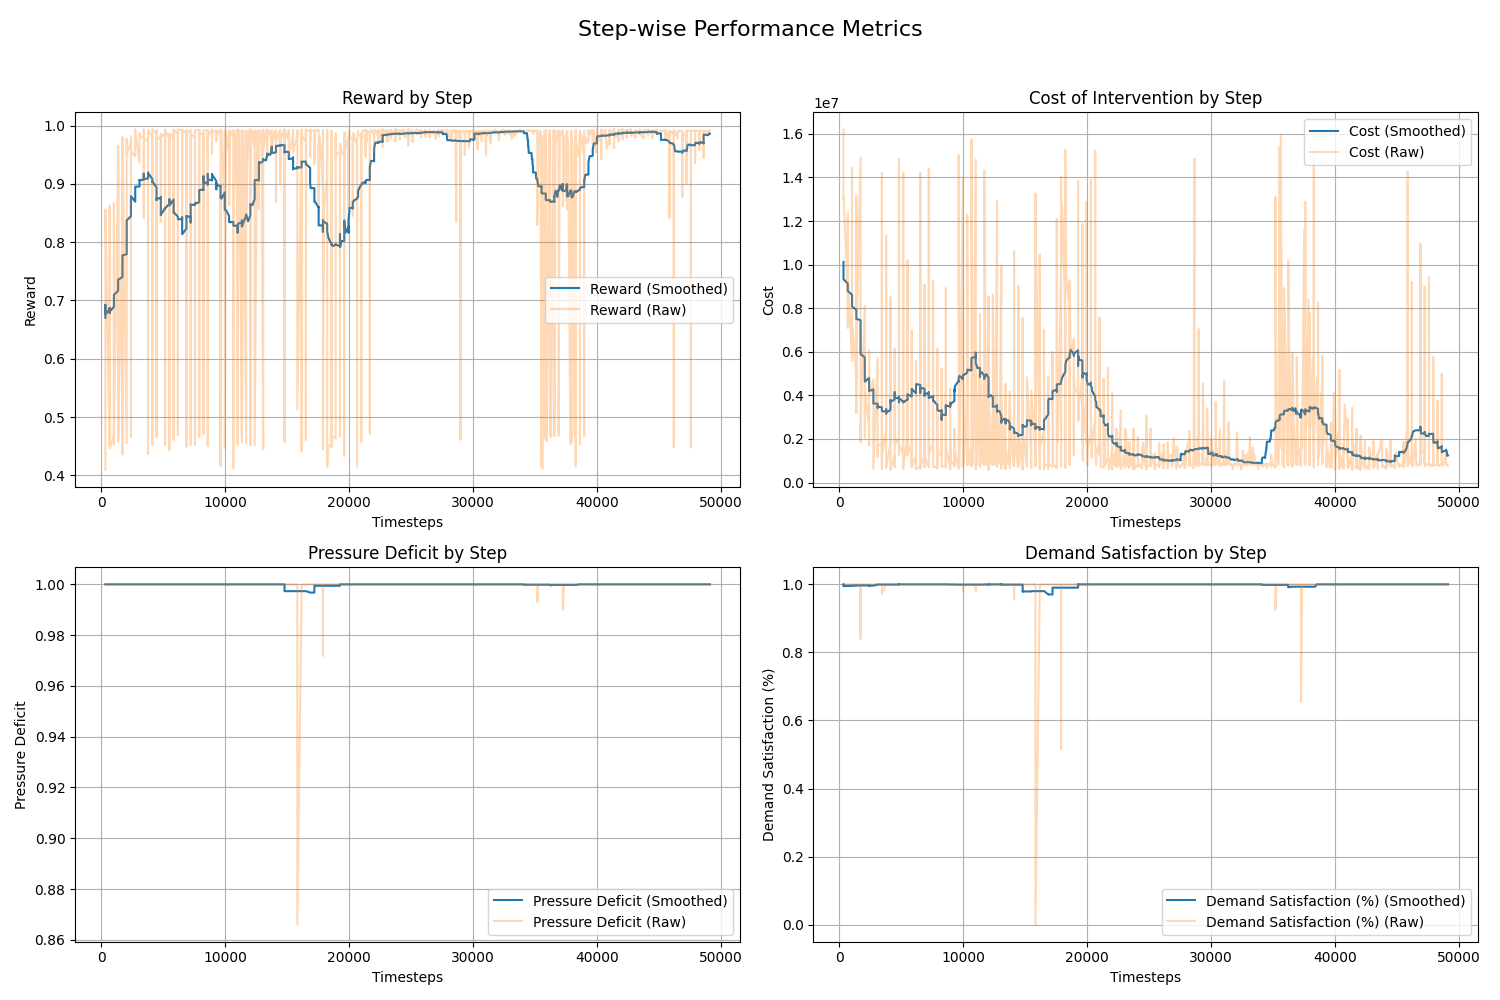 Step-wise Performance Metrics
Reward by Step
1.0
0.9
0.8
0.7
0.6
0.5
0.4
Reward
Reward (Smoothed)
Reward (Raw)
0 10000 20000 30000 40000 50000
Timesteps
Cost of Intervention by Step
1e7
1.6
1.4
1.2
1.0
0.8
0.6
0.4
0.2
0.0
Cost
Cost (Smoothed)
Cost (Raw)
0 10000 20000 30000 40000 50000
Timesteps
Pressure Deficit by Step
1.00
0.98
0.96
0.94
0.92
0.90
0.88
0.86
Pressure Deficit
Pressure Deficit (Smoothed)
Pressure Deficit (Raw)
0 10000 20000 30000 40000 50000
Timesteps
Demand Satisfaction by Step
1.0
0.8
0.6
0.4
0.2
0.0
Demand Satisfaction (%)
Demand Satisfaction (%) (Smoothed)
Demand Satisfaction (%) (Raw)
0 10000 20000 30000 40000 50000
Timesteps